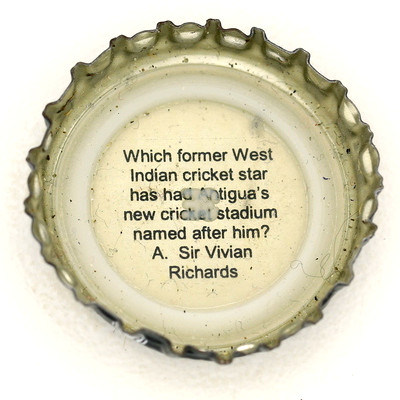 Which former West
Indian cricket star
has had Antigua's
new cricket stadium
named after him?
A. Sir Vivian
Richards